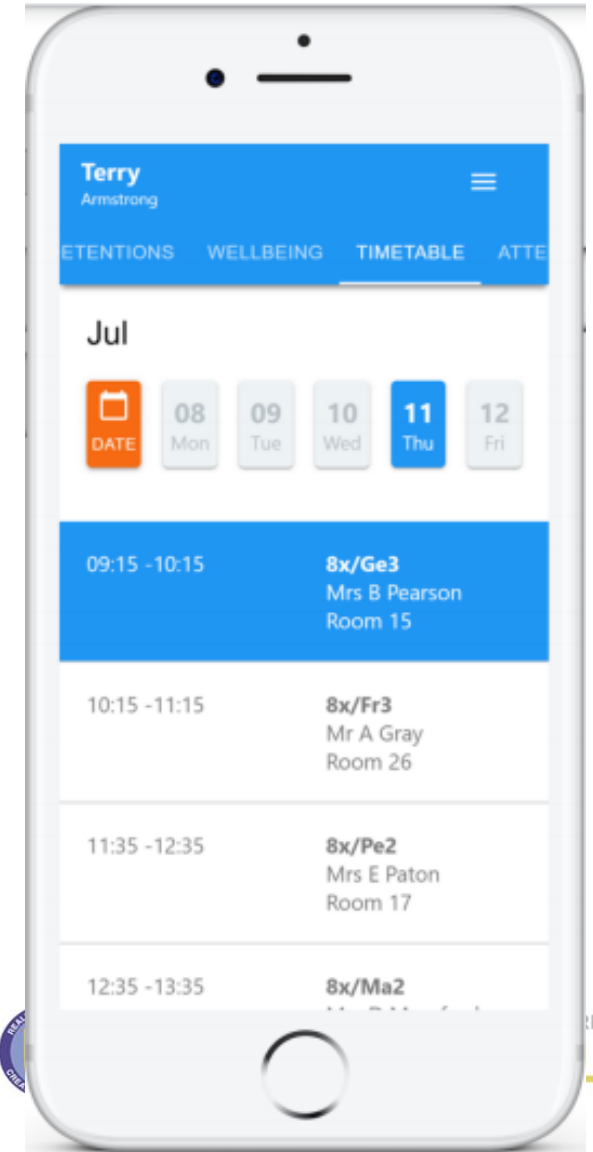 Terry
Armstrong
ETENTIONS WELLBEING TIMETABLE ATTE
Jul
DATE 08 Mon 09 Tue 10 Wed 11 Thu 12 Fri
09:15 -10:15 8x/Ge3
Mrs B Pearson
Room 15
10:15 -11:15 8x/Fr3
Mr A Gray
Room 26
11:35 -12:35 8x/Pe2
Mrs E Paton
Room 17
12:35 -13:35 8x/Ma2